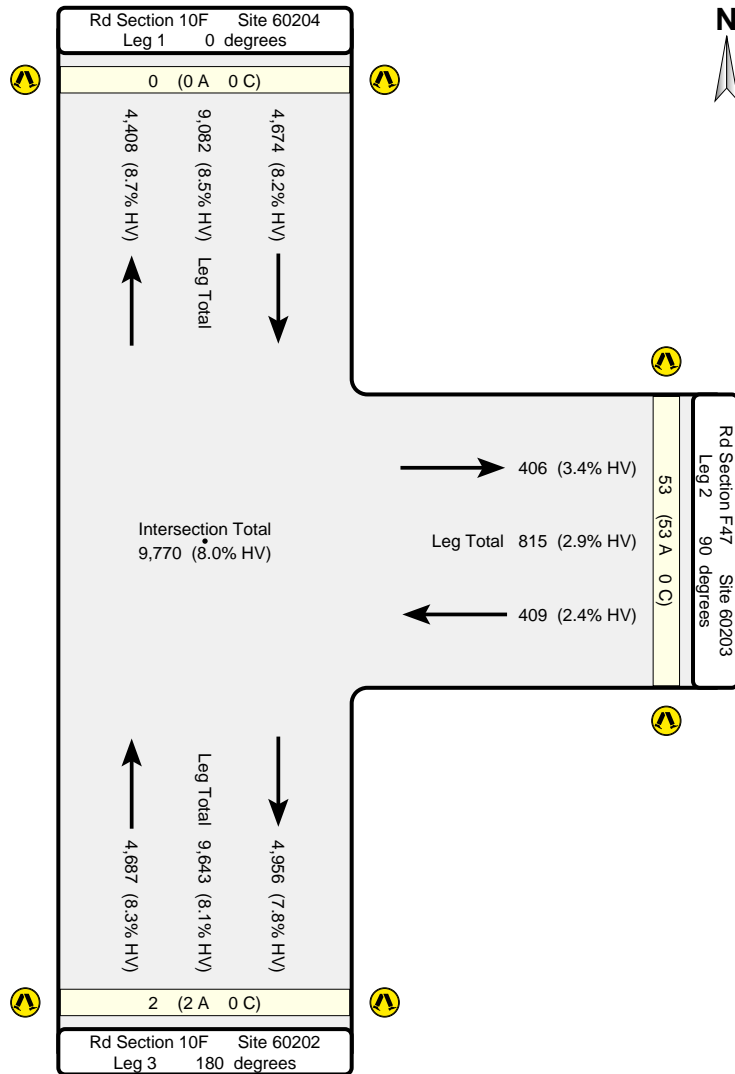 Rd Section 10F Site 60204
Leg 1 0 degrees
N
0 (0 A 0 C)
4,408 (8.7% HV)
9,082 (8.5% HV) Leg Total
4,674 (8.2% HV)
406 (3.4% HV)
Leg Total 815 (2.9% HV)
409 (2.4% HV)
53 (53 A 0 C)
Rd Section F47 Site 60203
Leg 2 90 degrees
Intersection Total
9,770 (8.0% HV)
4,687 (8.3% HV)
Leg Total 9,643 (8.1% HV)
4,956 (7.8% HV)
2 (2 A 0 C)
Rd Section 10F Site 60202
Leg 3 180 degrees